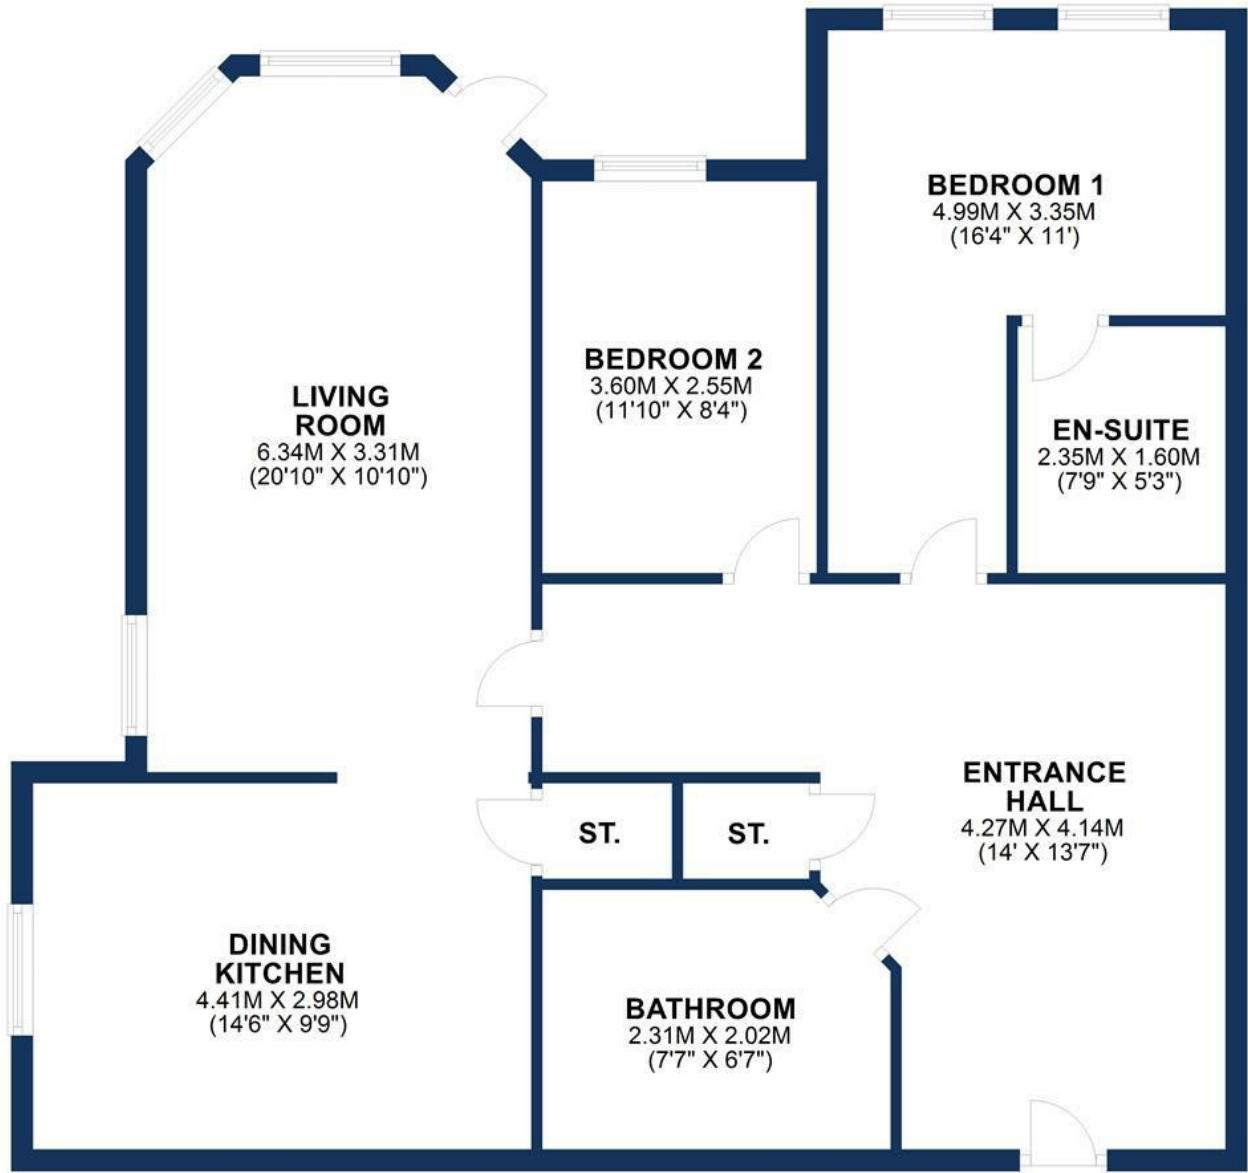 BEDROOM 1
4.99M X 3.35M
(16'4" X 11')
BEDROOM 2
3.60M X 2.55M
(11'10" X 8'4")
LIVING
ROOM
6.34M X 3.31M
(20'10" X 10'10")
EN-SUITE
2.35M X 1.60M
(7'9" X 5'3")
ENTRANCE
HALL
4.27M X 4.14M
(14' X 13'7")
ST.
ST.
DINING
KITCHEN
4.41M X 2.98M
(14'6" X 9'9")
BATHROOM
2.31M X 2.02M
(7'7" X 6'7")